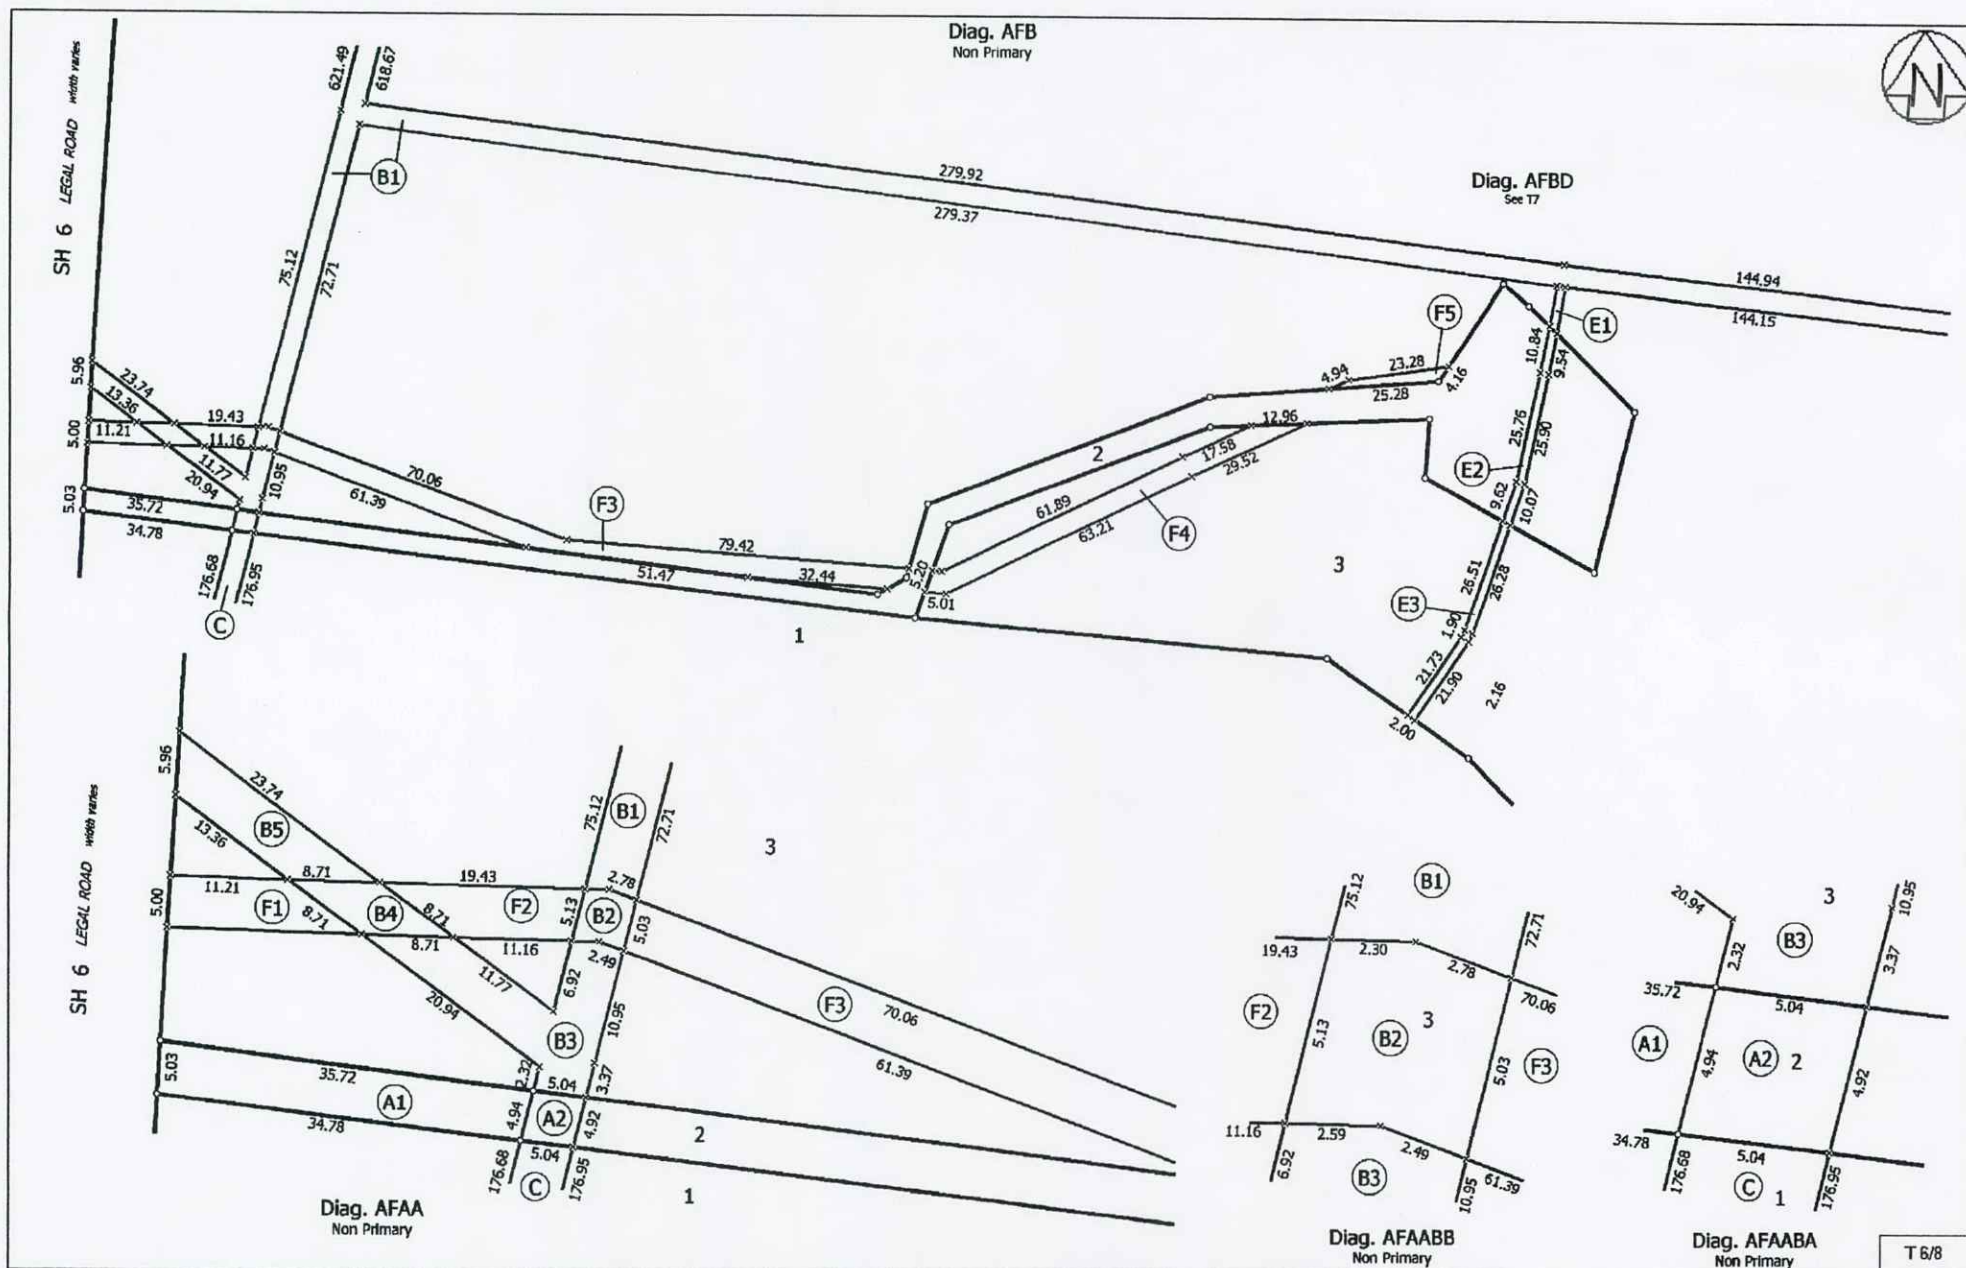 Diag. AFB
Non Primary
N
SH 6 LEGAL ROAD width varies
621.49
618.67
B1
279.92
279.37
Diag. AFBD
See T7
144.94
144.15
75.12
72.71
5.96
23.74
13.36
19.43
5.00
11.21
11.16
11.77
20.94
10.95
5.03
35.72
34.78
176.68
176.95
C
70.06
61.39
F3
79.42
51.47
32.44
5.20
5.01
1
2
61.89
63.21
17.58
29.52
12.96
F4
4.94
23.28
25.28
4.16
F5
E1
10.84
9.54
25.76
25.90
E2
9.62
10.07
3
26.51
26.28
E3
1.90
21.73
21.90
2.16
2.00
SH 6 LEGAL ROAD width varies
5.96
23.74
B5
13.36
75.12
B1
72.71
3
11.21
8.71
19.43
2.78
5.00
F1
8.71
B4
8.71
F2
5.13
B2
5.03
8.71
11.16
2.49
11.77
6.92
20.94
10.95
F3
70.06
61.39
B3
5.03
35.72
2.32
5.04
3.37
A1
4.94
A2
4.92
34.78
5.04
2
176.68
C
176.95
1
Diag. AFAA
Non Primary
B1
75.12
72.71
19.43
2.30
2.78
70.06
F2
5.13
B2
3
5.03
F3
11.16
2.59
2.49
6.92
B3
10.95
61.39
Diag. AFAABB
Non Primary
20.94
3
10.95
2.32
B3
3.37
35.72
5.04
A1
4.94
A2
2
4.92
34.78
5.04
176.68
C
1
176.95
Diag. AFAABA
Non Primary
T 6/8